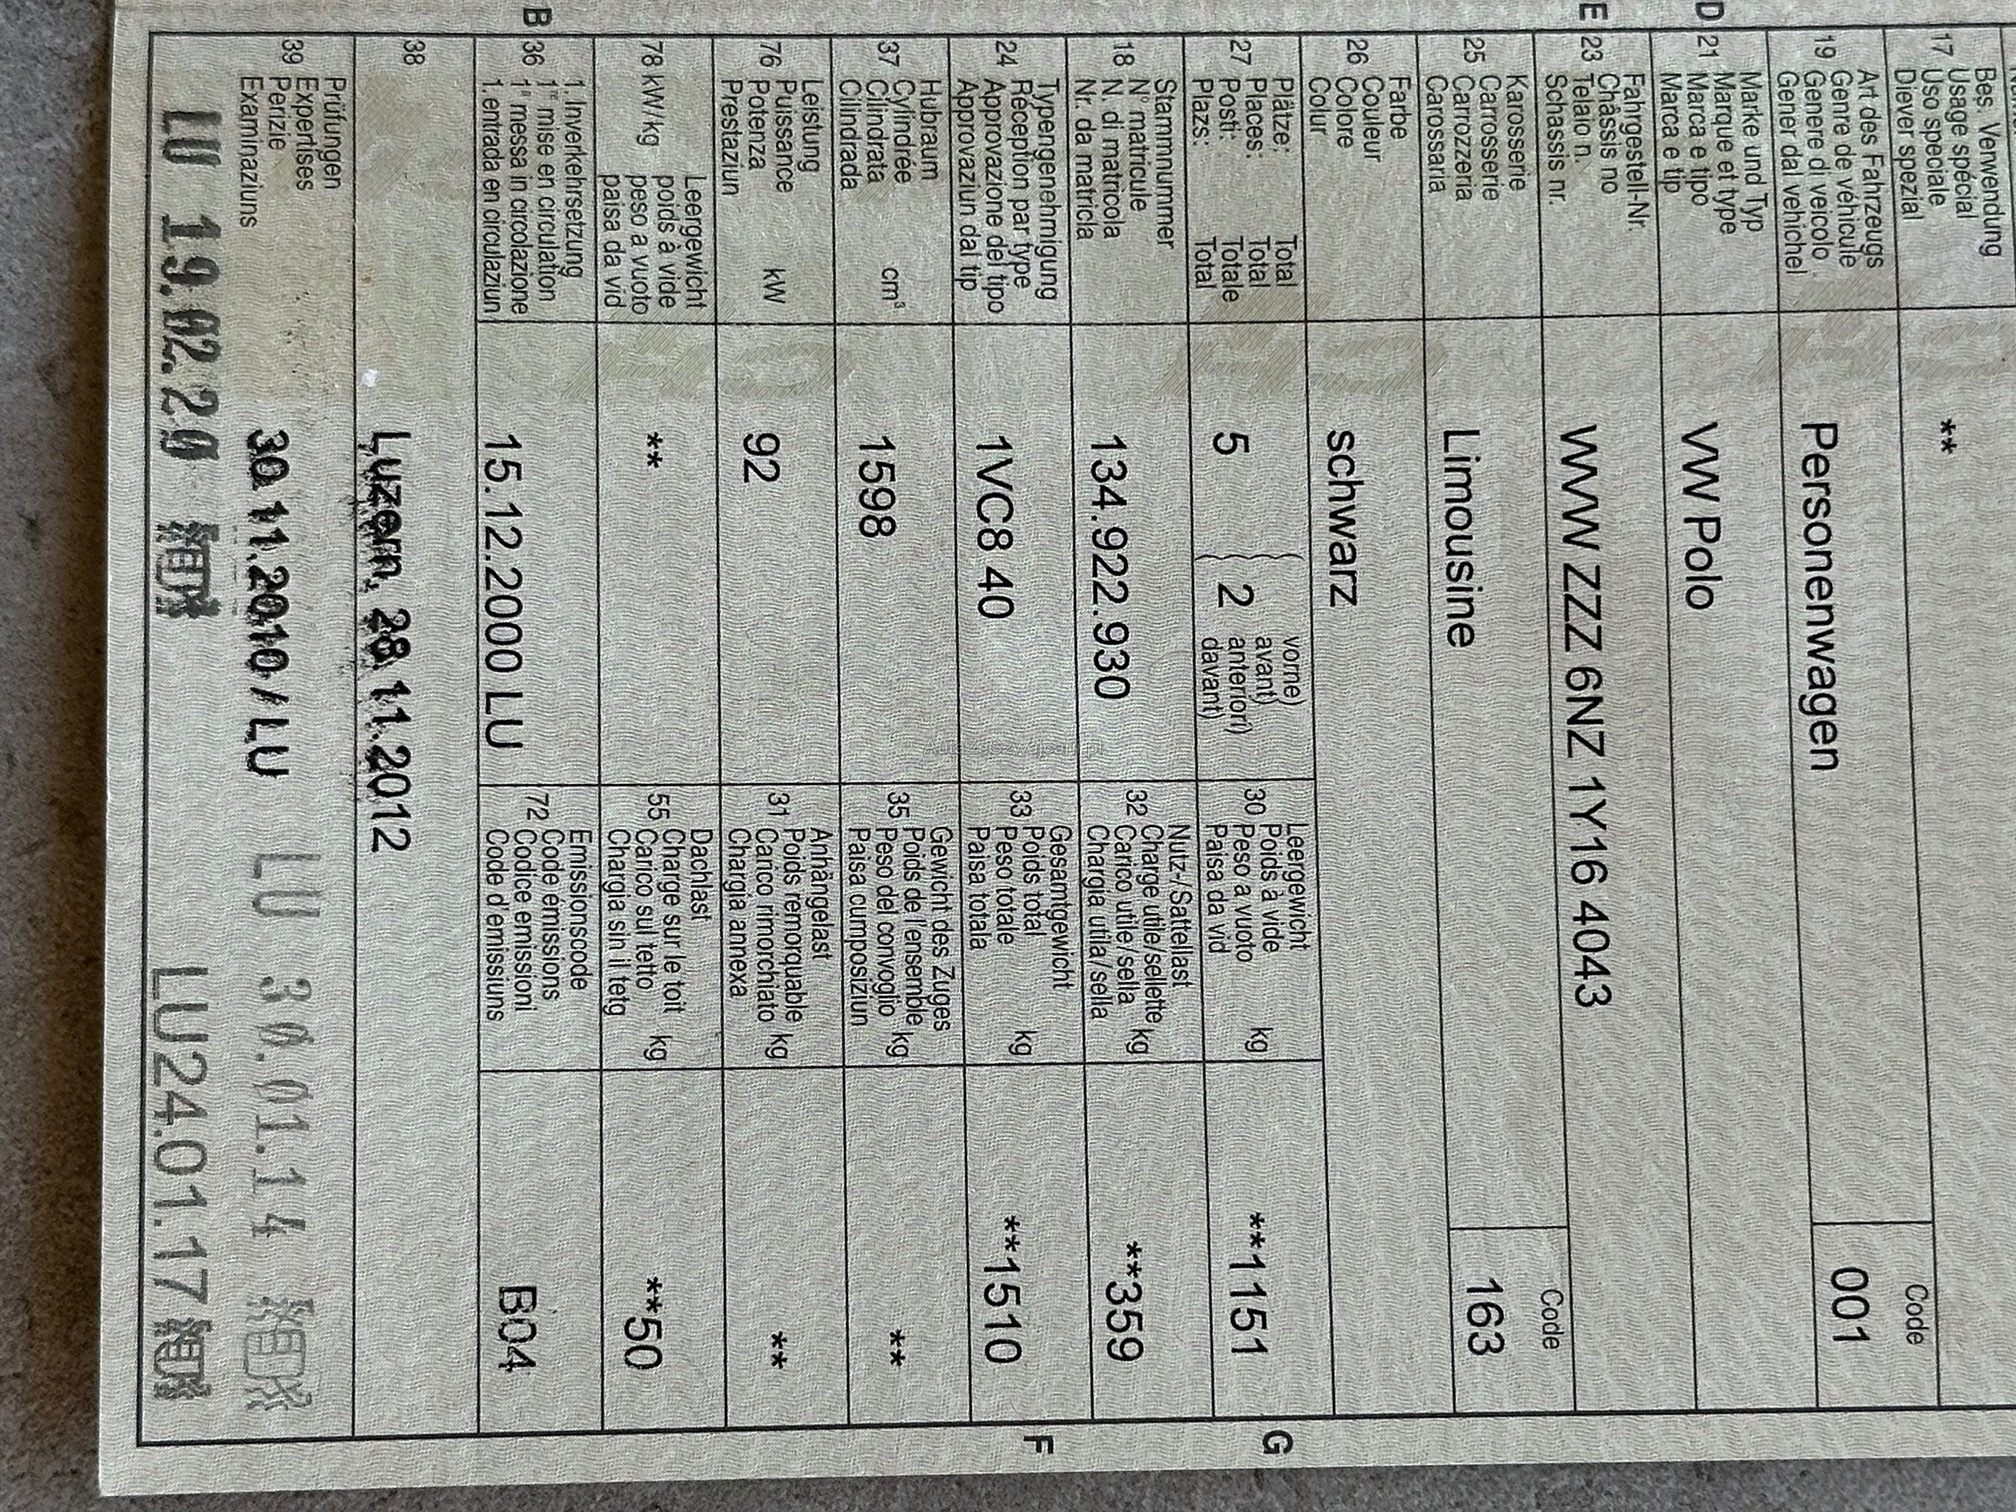 Bes. Verwendung
Usage spécial
17 Uso speciale
Diever spezial
**
Art des Fahrzeugs
Genre de véhicule
19 Genere di veicolo
Gener dal vehichel
Personenwagen
Code
001
Marke und Typ
Marque et type
D 21 Marca e tipo
Marca e tip
VW Polo
Fahrgestell-Nr.
Châssis no
E 23 Telaio n.
Schassis nr.
WVW ZZZ 6NZ 1Y16 4043
Karosserie
Carrosserie
25 Carrozzeria
Carossaria
Limousine
Code
163
Farbe
Couleur
26 Colore
Colur
schwarz
Plätze: Total
Places: Total
27 Posti: Totale
Plazs: Total
5
2
vorne)
avant)
anteriori)
davant)
Leergewicht
Poids à vide
30 Peso a vuoto kg
Paisa da vid
**1151
G
Stammnummer
N° matricule
18 N. di matricola
Nr. da matricla
134.922.930
Nutz-/Sattellast
Charge utile/sellette
32 Carico utile/sella kg
Chargia utila/sella
**359
Typengenehmigung
Réception par type
24 Approvazione del tipo
Approvaziun dal tip
1VC8 40
Gesamtgewicht
Poids total
33 Peso totale kg
Paisa totala
**1510
F
Hubraum
Cylindrée
37 Cilindrata cm³
Cilindrada
1598
Gewicht des Zuges
Poids de l'ensemble
35 Peso del convoglio kg
Paisa cumposiziun
**
Leistung
Puissance
76 Potenza kW
Prestaziun
92
Anhängelast
Poids remorquable
31 Carico rimorchiato kg
Chargia annexa
**
Leergewicht
poids à vide
78 kW/kg peso a vuoto
paisa da vid
**
Dachlast
Charge sur le toit
55 Carico sul tetto kg
Chargia sin il tetg
**50
1. Inverkehrsetzung
1re mise en circulation
B 36 1a messa in circolazione
1. entrada en circulaziun
15.12.2000 LU
Emissionscode
Code émissions
72 Codice emissioni
Code d'emissiuns
B04
38
Luzern, 28.11.2012
Prüfungen
Expertises
39 Perizie
Examinaziuns
30.11.2010 / LU
LU 30.01.14
LU 19.02.20
LU24.01.17